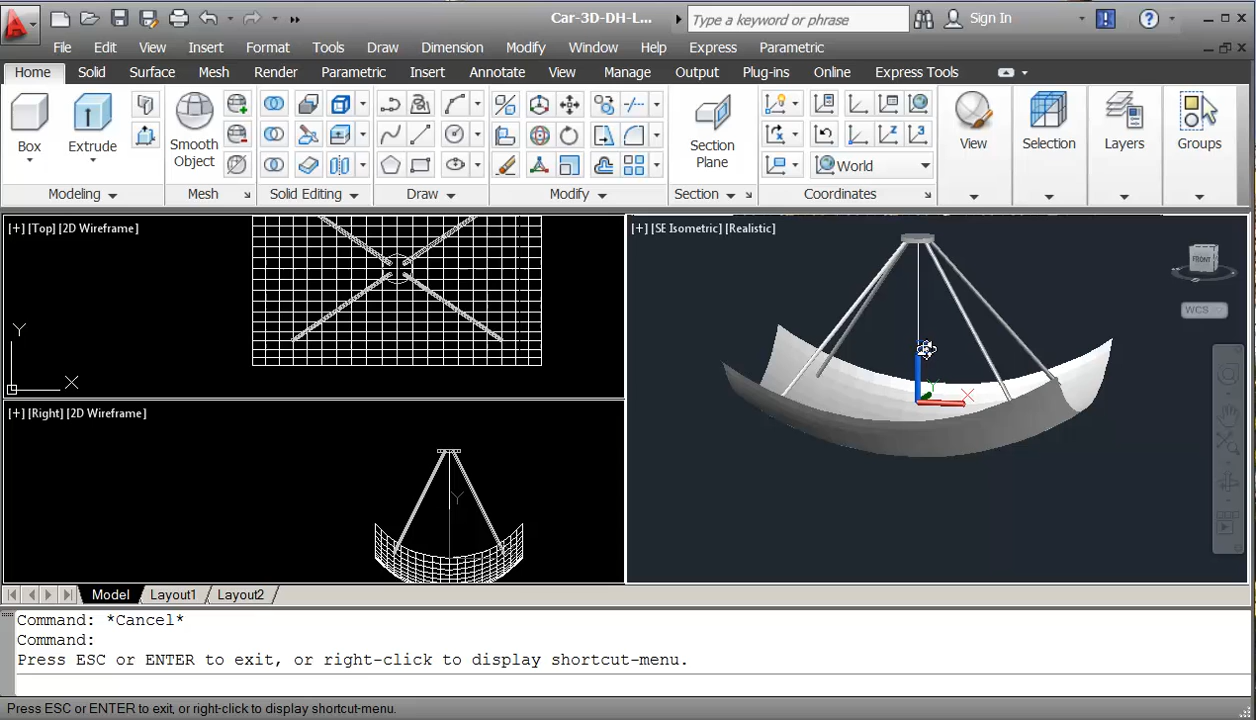 Car-3D-DH-L... Type a keyword or phrase Sign In
File Edit View Insert Format Tools Draw Dimension Modify Window Help Express Parametric
Home Solid Surface Mesh Render Parametric Insert Annotate View Manage Output Plug-ins Online Express Tools
Box Extrude Smooth Object Section Plane World View Selection Layers Groups
Modeling Mesh Solid Editing Draw Modify Section Coordinates
[+] [Top] [2D Wireframe]
[+] [SE Isometric] [Realistic]
FRONT
WCS
Y
X
[+] [Right] [2D Wireframe]
Y
Y
X
Model Layout1 Layout2
Command: *Cancel*
Command:
Press ESC or ENTER to exit, or right-click to display shortcut-menu.
Press ESC or ENTER to exit, or right-click to display shortcut-menu.